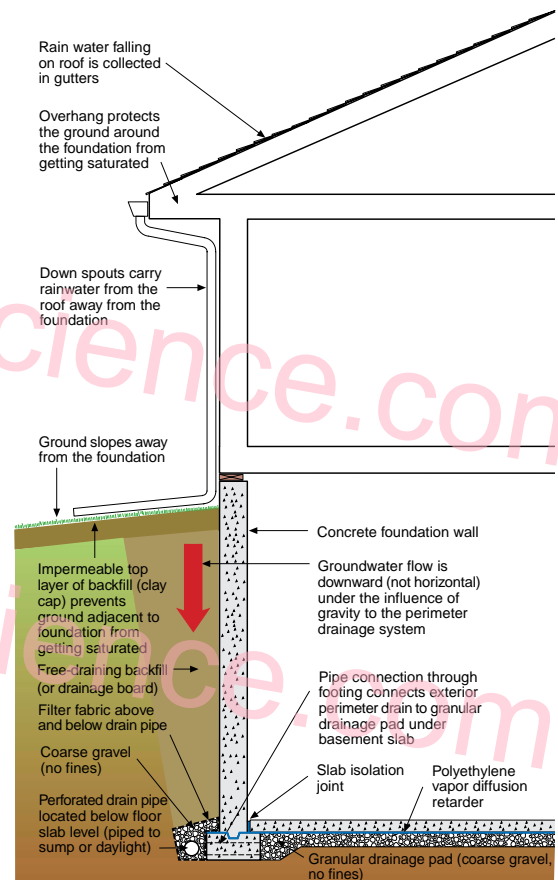 Rain water falling
on roof is collected
in gutters
Overhang protects
the ground around
the foundation from
getting saturated
Down spouts carry
rainwater from the
roof away from the
foundation
Ground slopes away
from the foundation
Impermeable top
layer of backfill (clay
cap) prevents
ground adjacent to
foundation from
getting saturated
Free-draining backfill
(or drainage board)
Filter fabric above
and below drain pipe
Coarse gravel
(no fines)
Perforated drain pipe
located below floor
slab level (piped to
sump or daylight)
Concrete foundation wall
Groundwater flow is
downward (not horizontal)
under the influence of
gravity to the perimeter
drainage system
Pipe connection through
footing connects exterior
perimeter drain to granular
drainage pad under
basement slab
Slab isolation
joint
Polyethylene
vapor diffusion
retarder
Granular drainage pad (coarse gravel,
no fines)
cience.com
ience.com